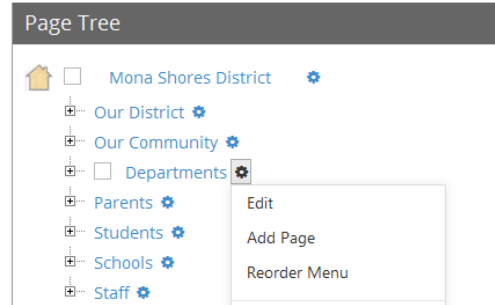 Page Tree
Mona Shores District
Our District
Our Community
Departments
Parents
Edit
Students
Add Page
Schools
Reorder Menu
Staff